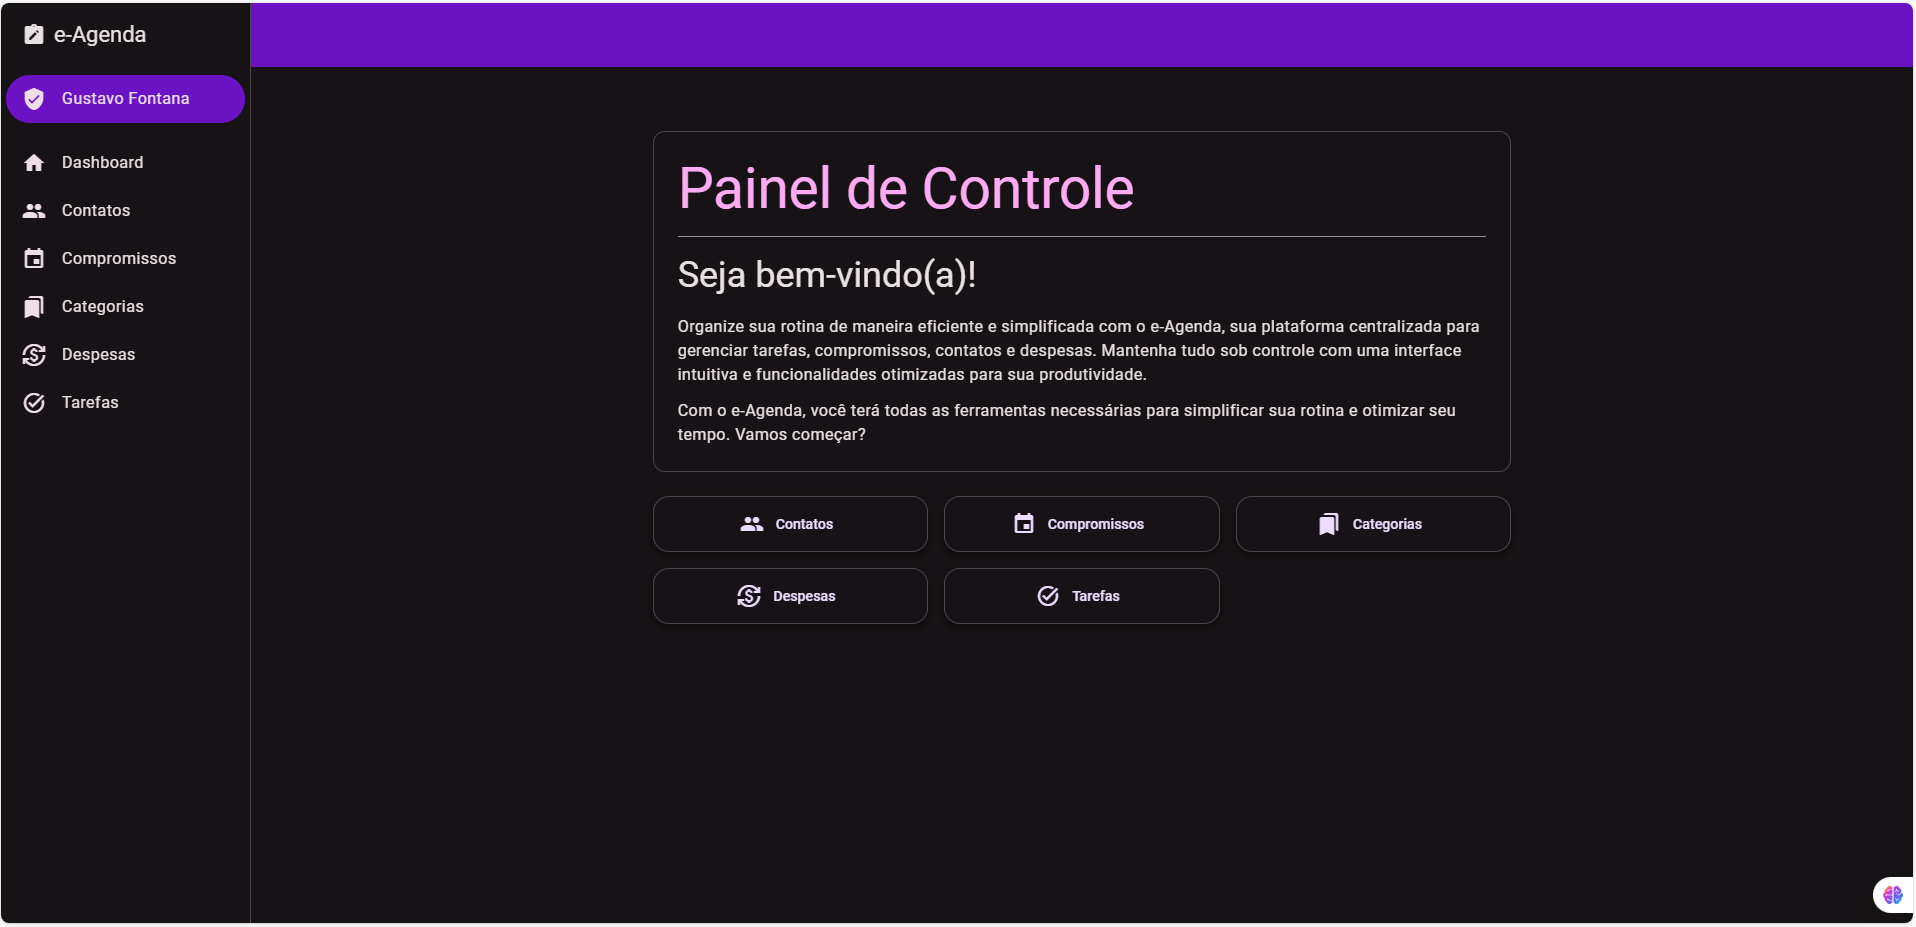 e-Agenda
Gustavo Fontana
Dashboard
Contatos
Compromissos
Categorias
Despesas
Tarefas
Painel de Controle
Seja bem-vindo(a)!
Organize sua rotina de maneira eficiente e simplificada com o e-Agenda, sua plataforma centralizada para
gerenciar tarefas, compromissos, contatos e despesas. Mantenha tudo sob controle com uma interface
intuitiva e funcionalidades otimizadas para sua produtividade.
Com o e-Agenda, você terá todas as ferramentas necessárias para simplificar sua rotina e otimizar seu
tempo. Vamos começar?
Contatos
Compromissos
Categorias
Despesas
Tarefas